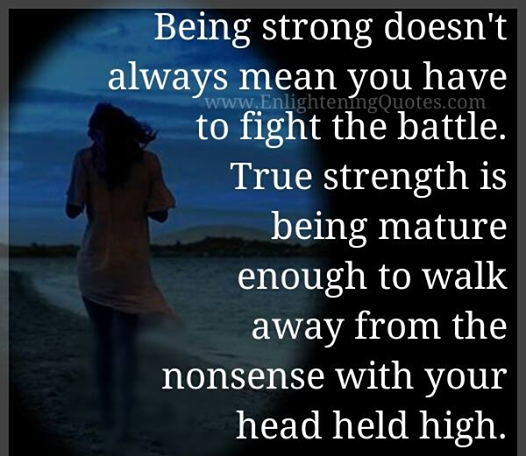 Being strong doesn't
always mean you have
www.EnlighteningQuotes.com
to fight the battle.
True strength is
being mature
enough to walk
away from the
nonsense with your
head held high.